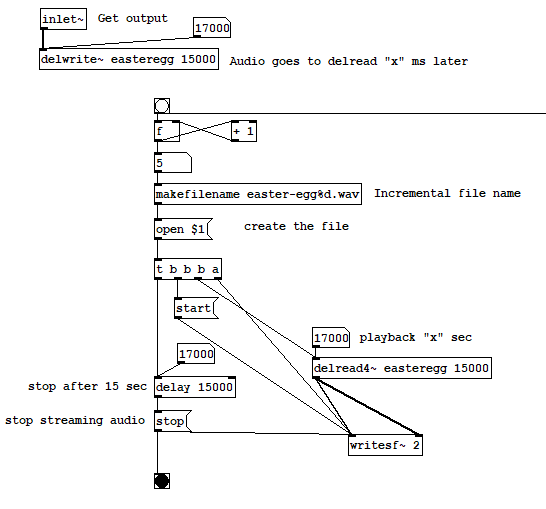 inlet~ Get output
17000
delwrite~ easteregg 15000 Audio goes to delread "x" ms later
f + 1
5
makefilename easter-egg%d.wav Incremental file name
open $1 create the file
t b b b a
start
17000 playback "x" sec
17000 delread4~ easteregg 15000
stop after 15 sec delay 15000
stop streaming audio stop
writesf~ 2